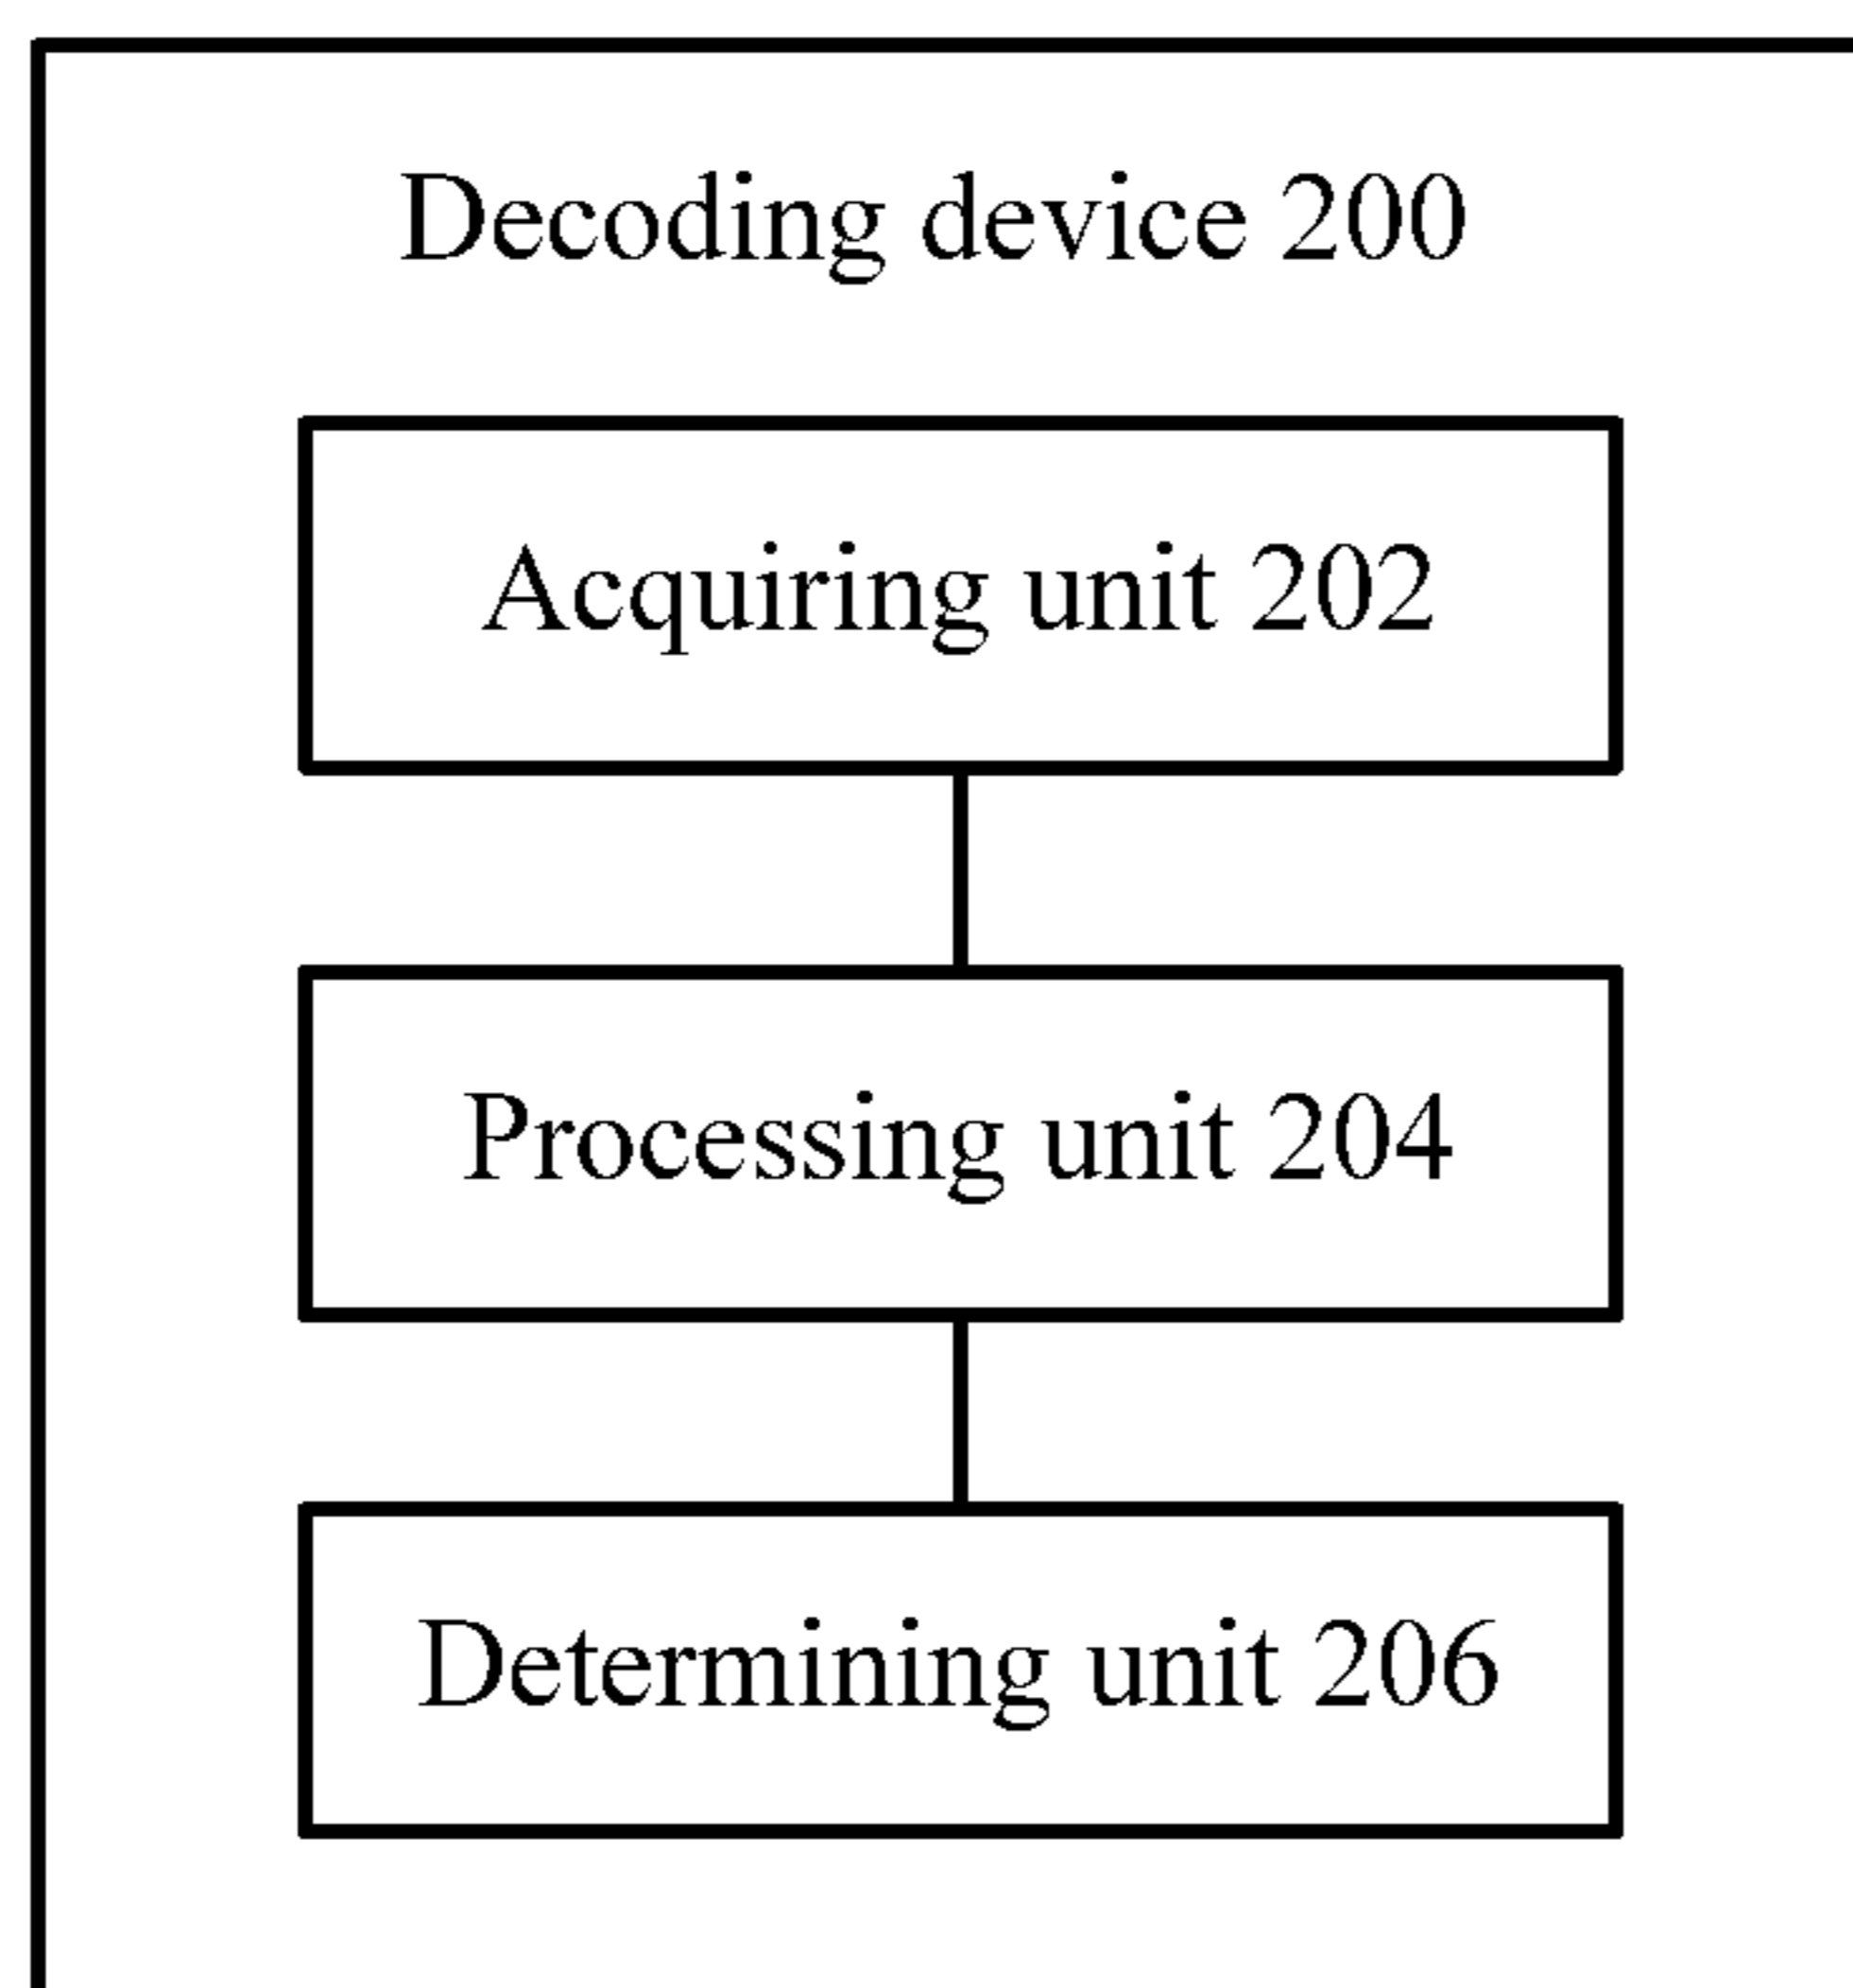 Decoding device 200
Acquiring unit 202
Processing unit 204
Determining unit 206